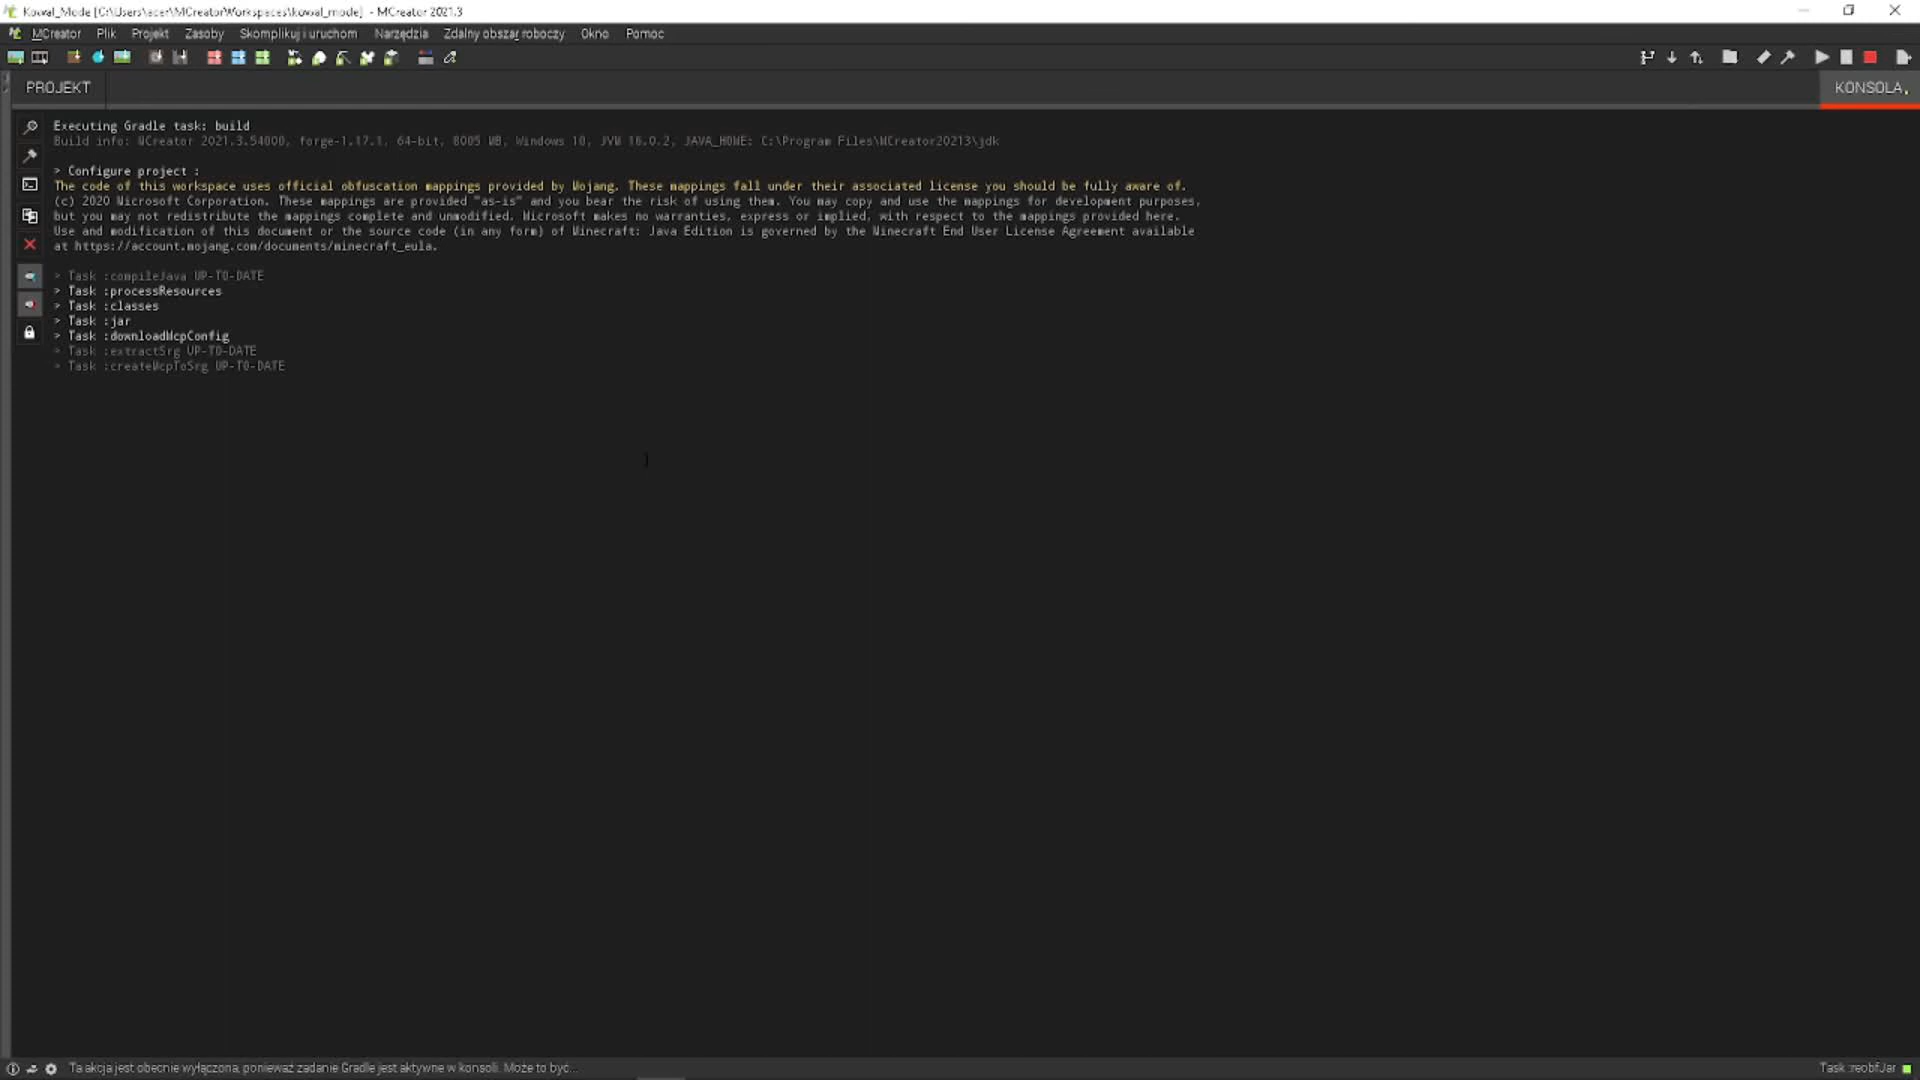 Kowal_Mode [C:\Users\acer\MCreatorWorkspaces\kowal_mode] - MCreator 2021.3
MCreator Plik Projekt Zasoby Skomplikuj i uruchom Narzędzia Zdalny obszar roboczy Okno Pomoc
PROJEKT
KONSOLA
Executing Gradle task: build
Build info: MCreator 2021.3.54000, forge-1.17.1, 64-bit, 8005 MB, Windows 10, JVM 16.0.2, JAVA_HOME: C:\Program Files\MCreator20213\jdk
> Configure project :
The code of this workspace uses official obfuscation mappings provided by Mojang. These mappings fall under their associated license you should be fully aware of.
(c) 2020 Microsoft Corporation. These mappings are provided "as-is" and you bear the risk of using them. You may copy and use the mappings for development purposes,
but you may not redistribute the mappings complete and unmodified. Microsoft makes no warranties, express or implied, with respect to the mappings provided here.
Use and modification of this document or the source code (in any form) of Minecraft: Java Edition is governed by the Minecraft End User License Agreement available
at https://account.mojang.com/documents/minecraft_eula.
> Task :compileJava UP-TO-DATE
> Task :processResources
> Task :classes
> Task :jar
> Task :downloadMcpConfig
> Task :extractSrg UP-TO-DATE
> Task :createMcpToSrg UP-TO-DATE
Ta akcja jest obecnie wyłączona, ponieważ zadanie Gradle jest aktywne w konsoli. Może to być...
Task :reobfJar